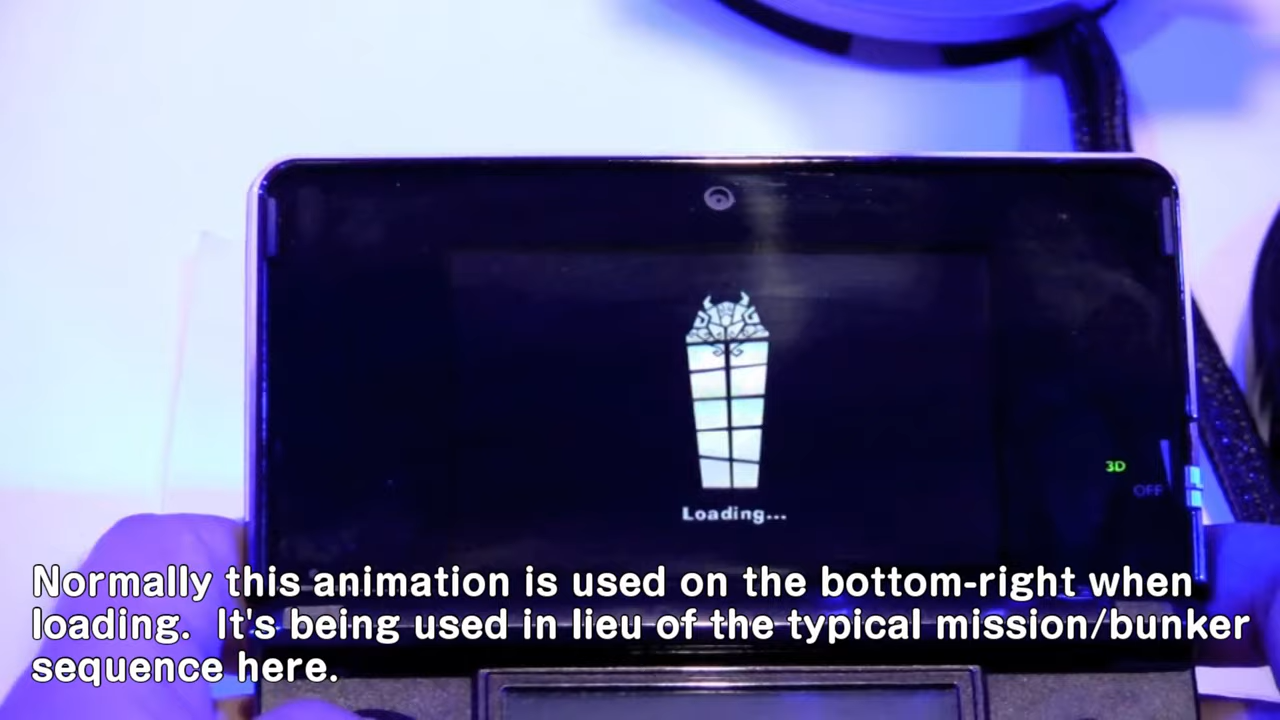 Loading...
3D
OFF
Normally this animation is used on the bottom-right when
loading.  It's being used in lieu of the typical mission/bunker
sequence here.